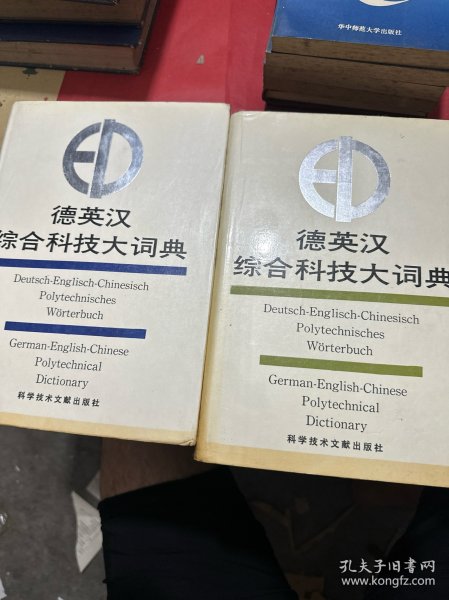 华中师范大学出版社
德英汉
综合科技大词典
Deutsch-Englisch-Chinesisch
Polytechnisches
Wörterbuch
German-English-Chinese
Polytechnical
Dictionary
科学技术文献出版社
德英汉
综合科技大词典
Deutsch-Englisch-Chinesisch
Polytechnisches
Wörterbuch
German-English-Chinese
Polytechnical
Dictionary
科学技术文献出版社
孔夫子旧书网
www.kongfz.com